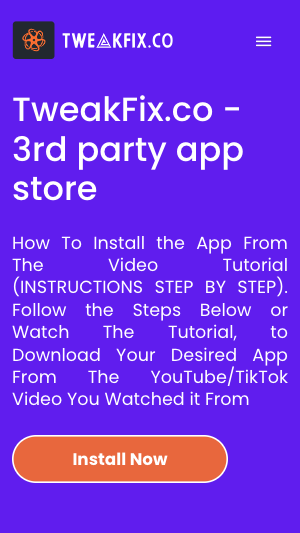 TWEAKFIX.CO
TweakFix.co -
3rd party app
store
How To Install the App From
The Video Tutorial
(INSTRUCTIONS STEP BY STEP).
Follow the Steps Below or
Watch The Tutorial, to
Download Your Desired App
From The YouTube/TikTok
Video You Watched it From
Install Now